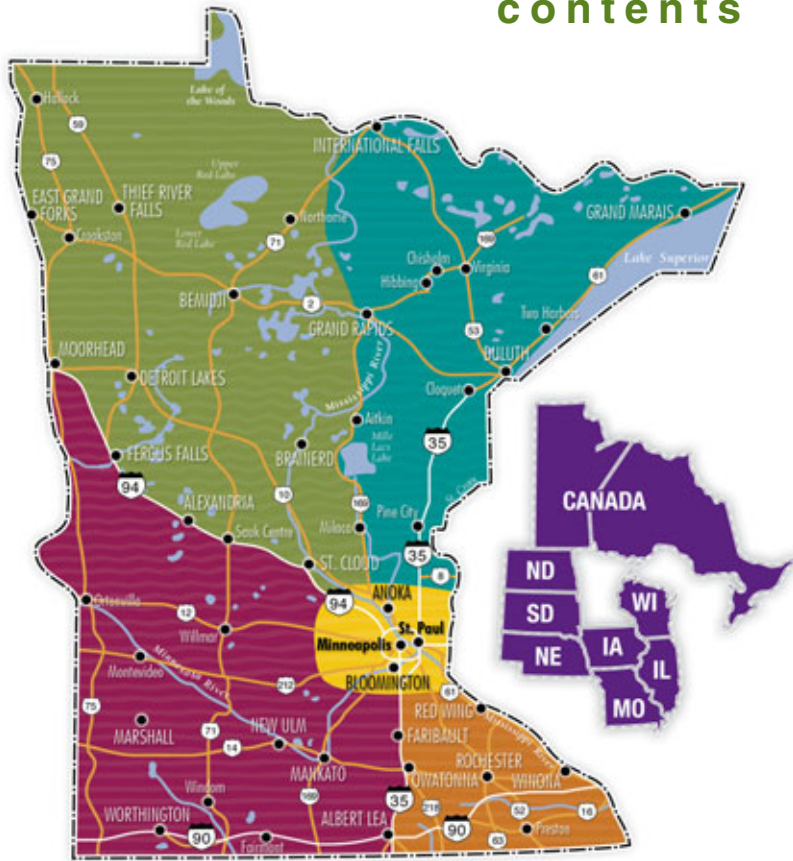 contents
Lake of
the Woods
Hallock
59
75
INTERNATIONAL FALLS
Upper
Red Lake
EAST GRAND
FORKS
THIEF RIVER
FALLS
Northome
GRAND MARAIS
Crookston
Lower
Red Lake
71
169
Chisholm
Virginia
Lake Superior
Hibbing
61
BEMIDJI
2
GRAND RAPIDS
53
Two Harbors
MOORHEAD
DULUTH
DETROIT LAKES
Mississippi River
Cloquet
Aitkin
35
FERGUS FALLS
BRAINERD
Mille
Lacs
Lake
94
10
St. Croix
CANADA
ALEXANDRIA
169
Pine City
Sauk Centre
Milaca
35
ST. CLOUD
8
ND
WI
SD
IA
NE
IL
MO
Ortonville
94
ANOKA
12
Willmar
St. Paul
Minneapolis
Montevideo
Minnesota River
212
BLOOMINGTON
61
75
RED WING
Mississippi River
MARSHALL
71
NEW ULM
FARIBAULT
14
ROCHESTER
MANKATO
OWATONNA
WINONA
Windom
169
35
218
52
16
WORTHINGTON
90
ALBERT LEA
90
Preston
Fairmont
63